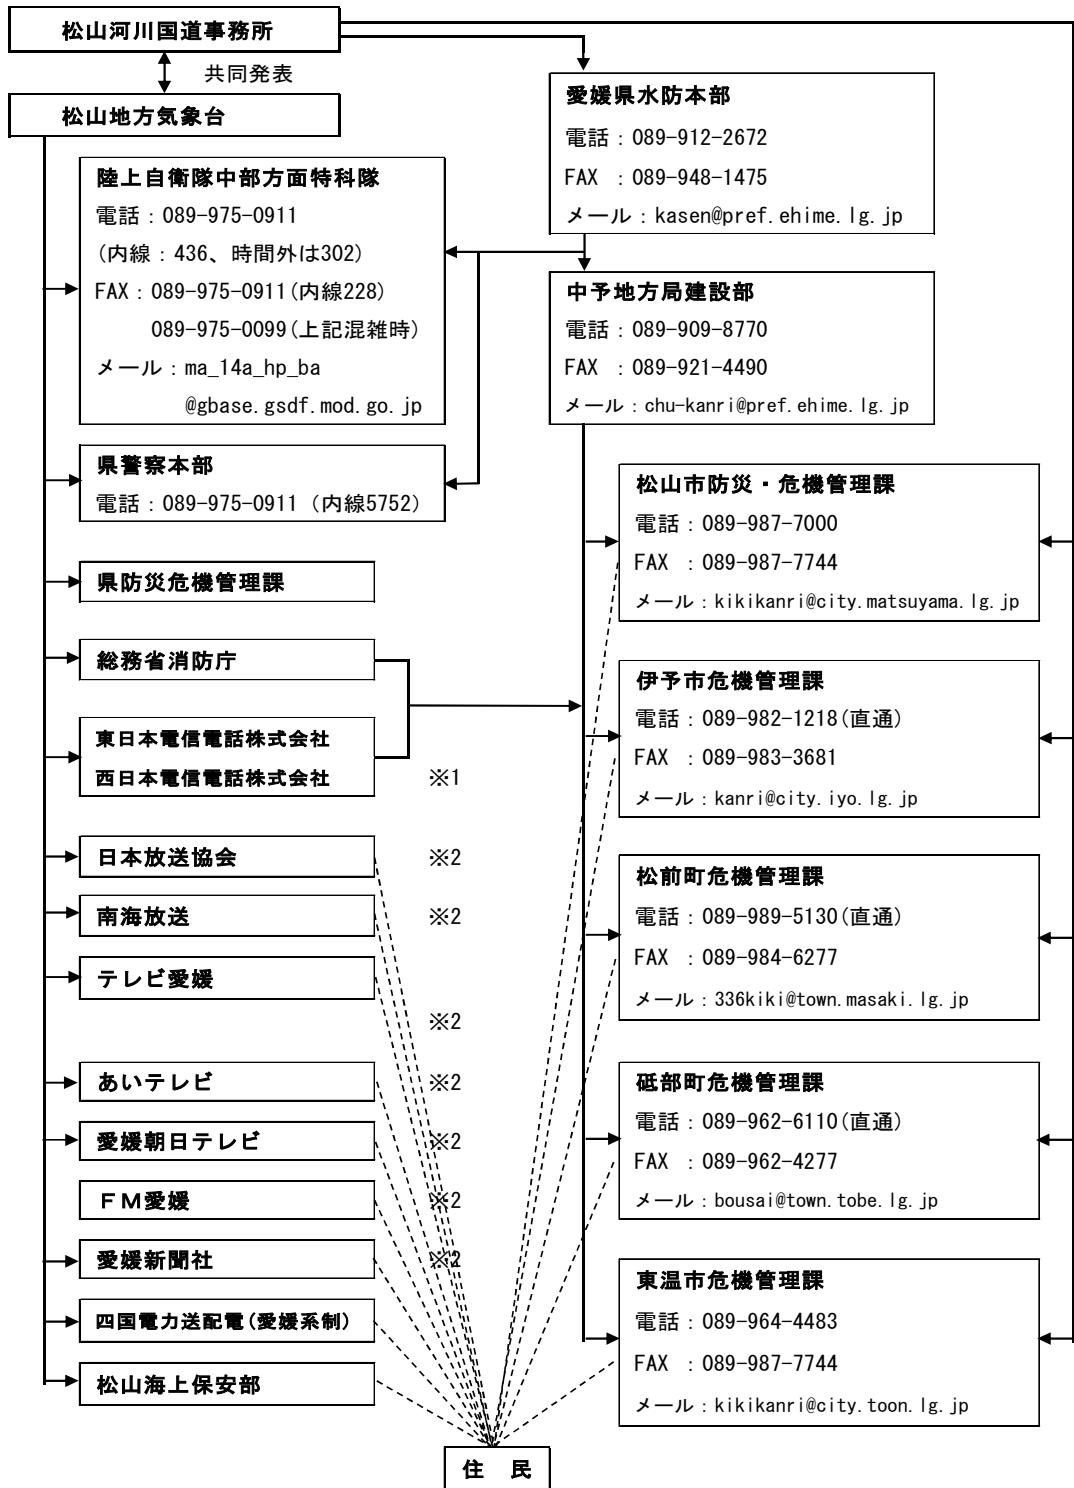 松山河川国道事務所
共同発表
松山地方気象台
陸上自衛隊中部方面特科隊
電話：089-975-0911
(内線：436、時間外は302)
FAX：089-975-0911(内線228)
089-975-0099(上記混雑時)
メール：ma_14a_hp_ba
@gbase.gsdf.mod.go.jp
県警察本部
電話：089-975-0911 (内線5752)
県防災危機管理課
総務省消防庁
東日本電信電話株式会社
西日本電信電話株式会社 ※1
日本放送協会 ※2
南海放送 ※2
テレビ愛媛
※2
あいテレビ ※2
愛媛朝日テレビ ※2
ＦＭ愛媛 ※2
愛媛新聞社 ※2
四国電力送配電(愛媛系制)
松山海上保安部
愛媛県水防本部
電話：089-912-2672
FAX ：089-948-1475
メール：kasen@pref.ehime.lg.jp
中予地方局建設部
電話：089-909-8770
FAX ：089-921-4490
メール：chu-kanri@pref.ehime.lg.jp
松山市防災・危機管理課
電話：089-987-7000
FAX ：089-987-7744
メール：kikikanri@city.matsuyama.lg.jp
伊予市危機管理課
電話：089-982-1218(直通)
FAX ：089-983-3681
メール：kanri@city.iyo.lg.jp
松前町危機管理課
電話：089-989-5130(直通)
FAX ：089-984-6277
メール：336kiki@town.masaki.lg.jp
砥部町危機管理課
電話：089-962-6110(直通)
FAX ：089-962-4277
メール：bousai@town.tobe.lg.jp
東温市危機管理課
電話：089-964-4483
FAX ：089-987-7744
メール：kikikanri@city.toon.lg.jp
住 民